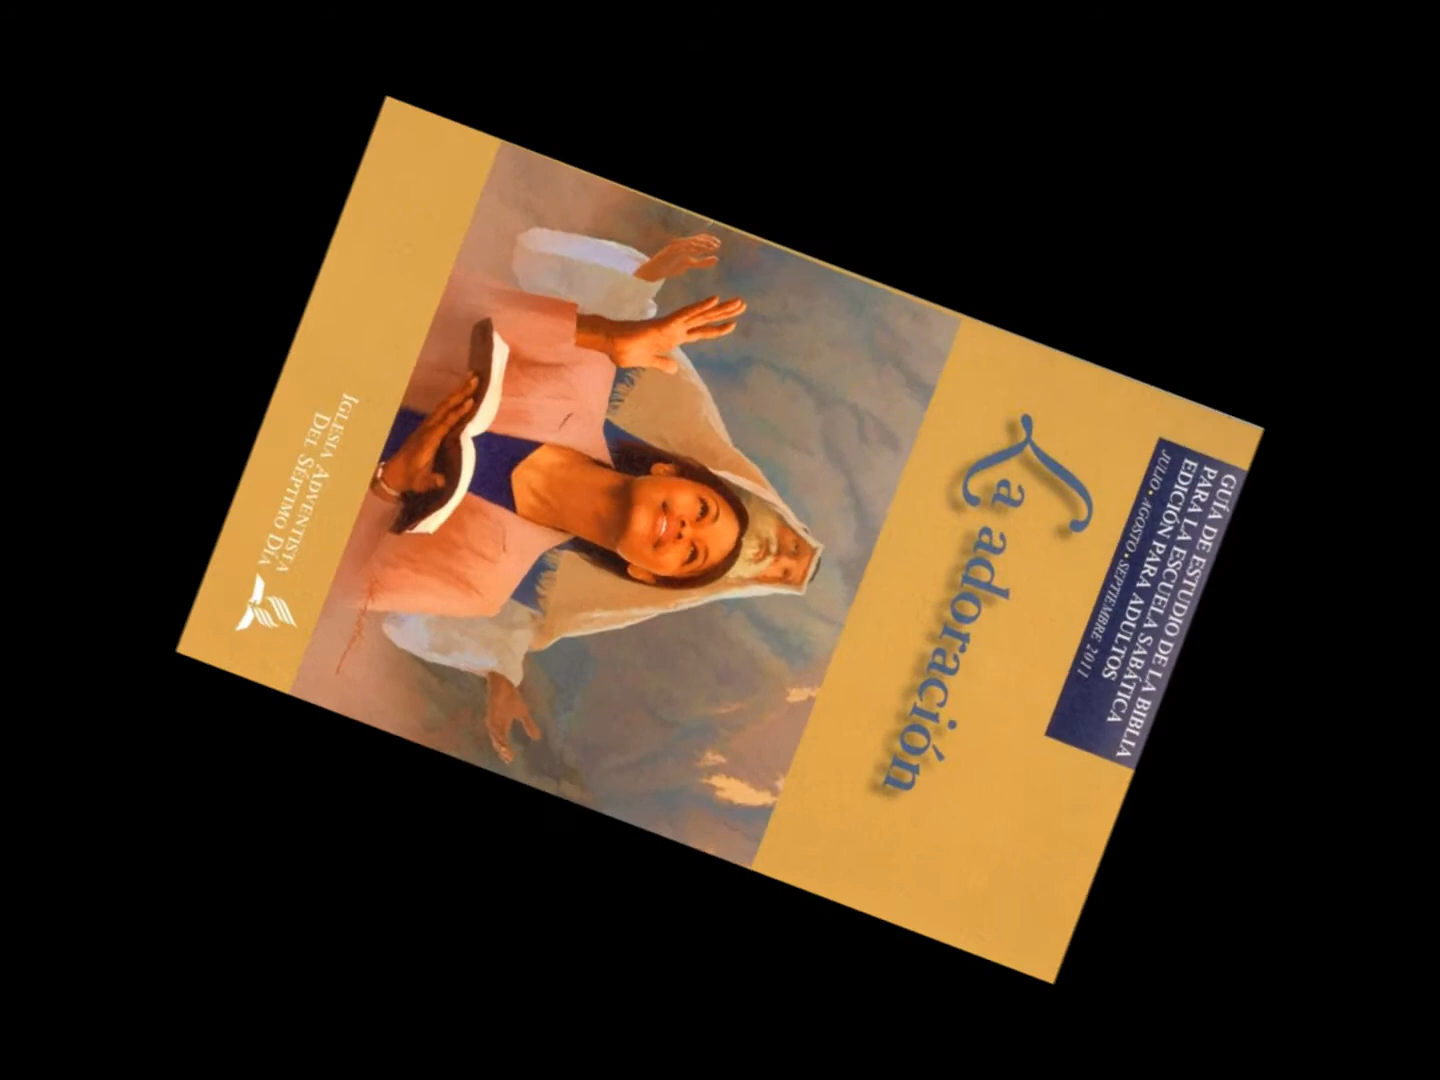 GUÍA DE ESTUDIO DE LA BIBLIA
PARA LA ESCUELA SABÁTICA
EDICIÓN PARA ADULTOS
JULIO • AGOSTO • SEPTIEMBRE 2011
La adoración
IGLESIA ADVENTISTA
DEL SÉPTIMO DÍA